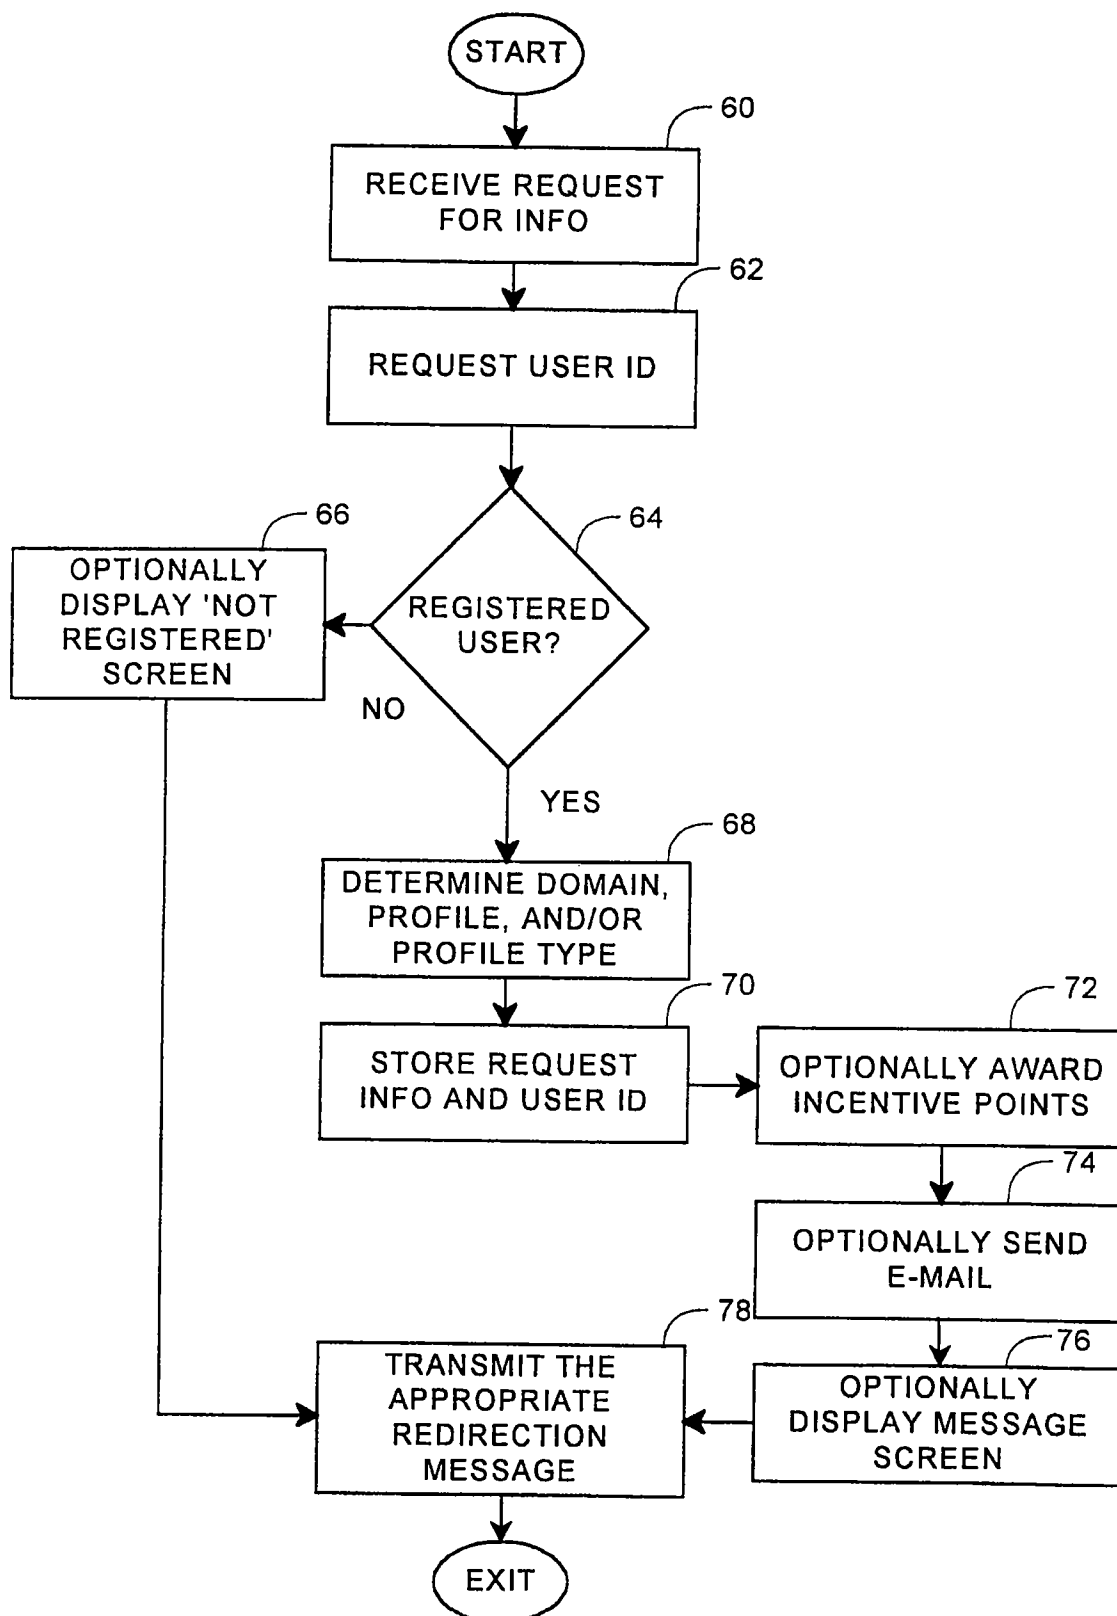 START
60
RECEIVE REQUEST
FOR INFO
62
REQUEST USER ID
64
REGISTERED
USER?
66
OPTIONALLY
DISPLAY 'NOT
REGISTERED'
SCREEN
NO
YES
68
DETERMINE DOMAIN,
PROFILE, AND/OR
PROFILE TYPE
70
STORE REQUEST
INFO AND USER ID
72
OPTIONALLY AWARD
INCENTIVE POINTS
74
OPTIONALLY SEND
E-MAIL
76
OPTIONALLY
DISPLAY MESSAGE
SCREEN
78
TRANSMIT THE
APPROPRIATE
REDIRECTION
MESSAGE
EXIT